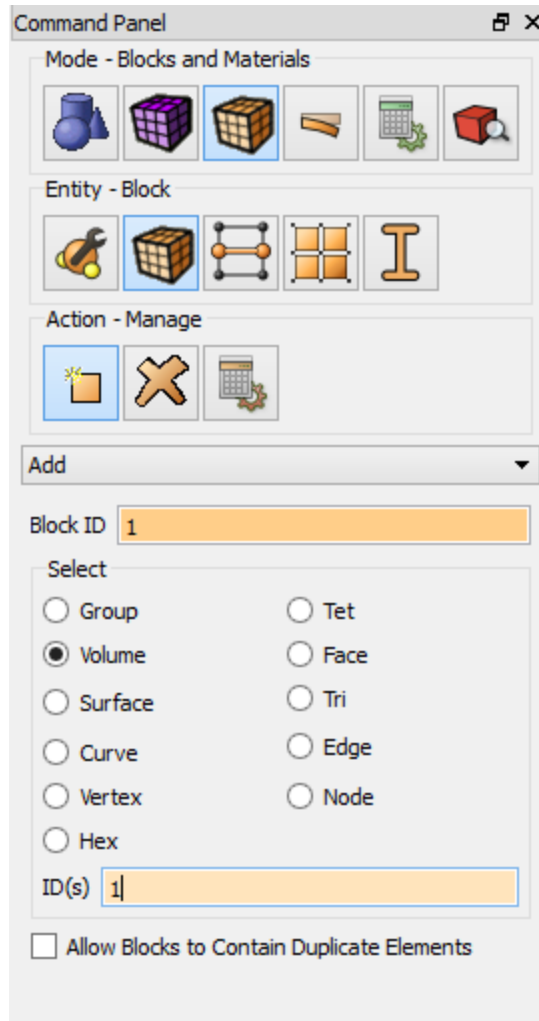 Command Panel
Mode - Blocks and Materials
Entity - Block
Action - Manage
Add
Block ID 1
Select
Group Tet
Volume Face
Surface Tri
Curve Edge
Vertex Node
Hex
ID(s) 1
Allow Blocks to Contain Duplicate Elements